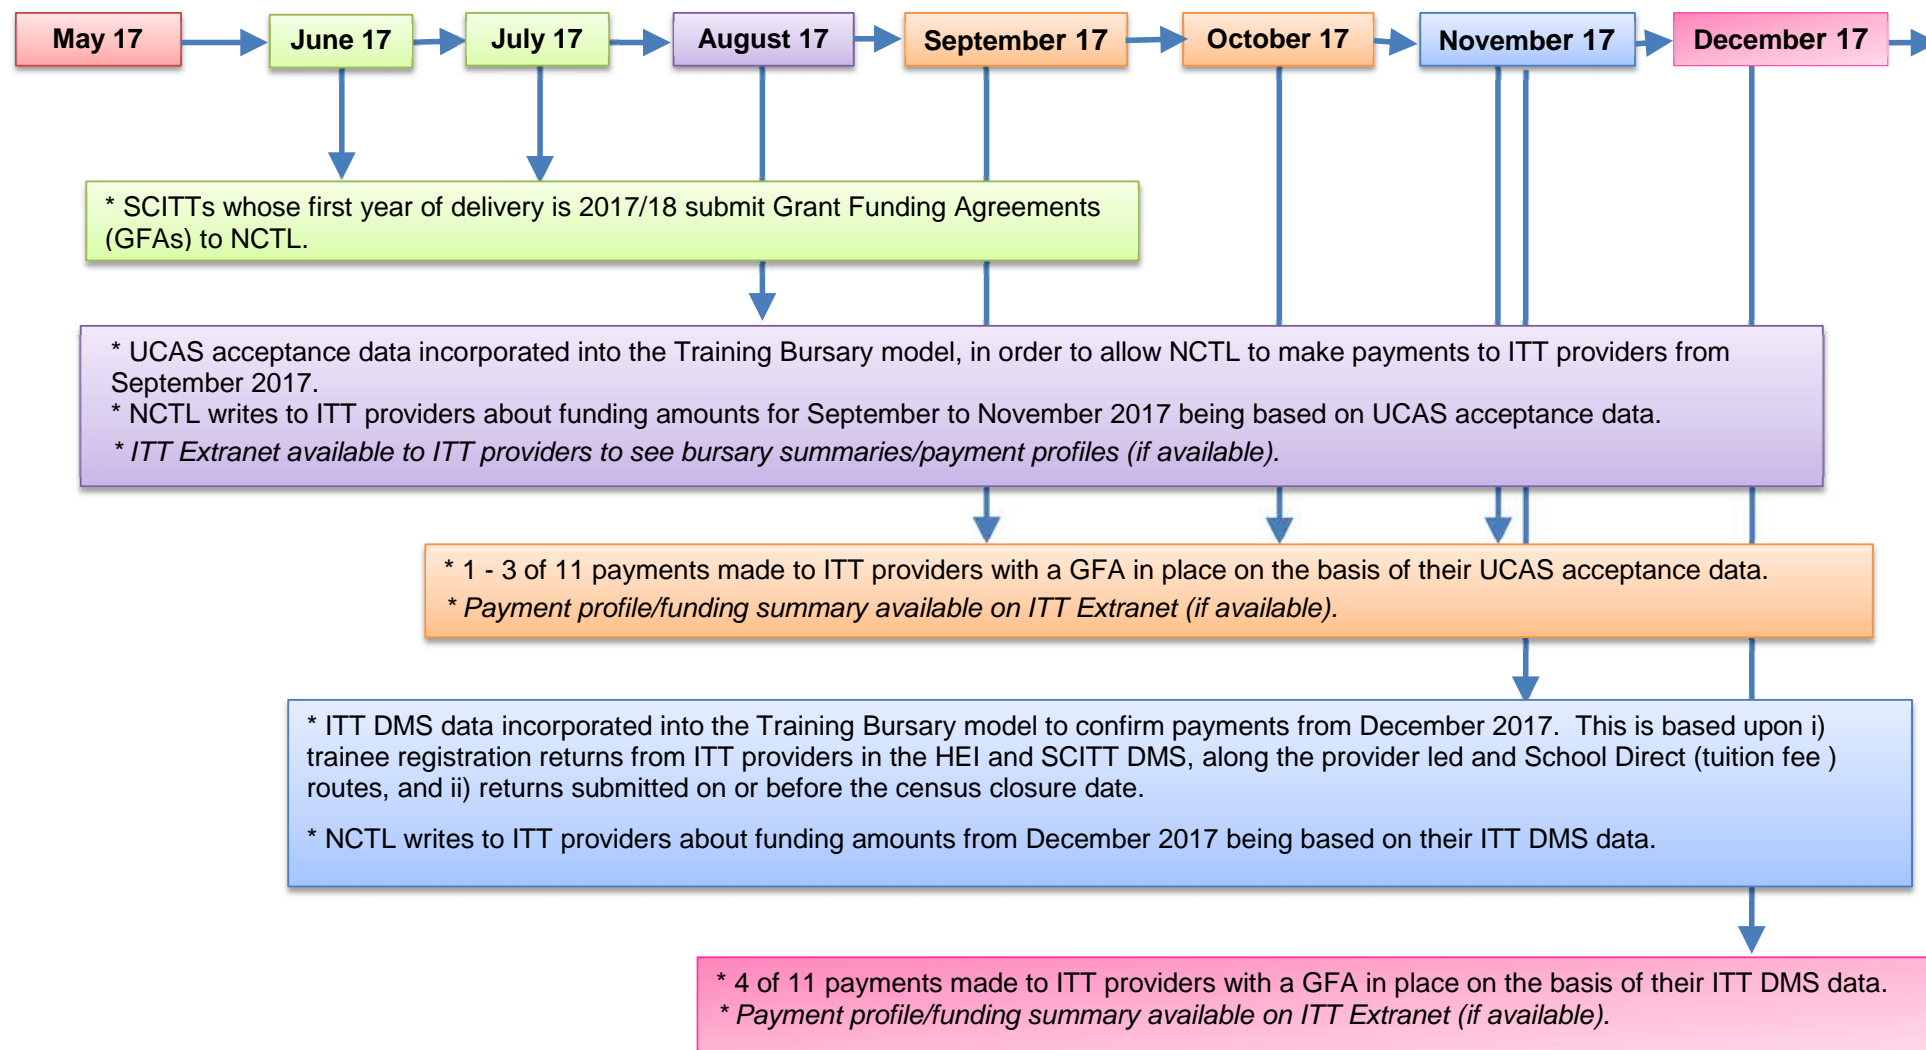 May 17
June 17
July 17
August 17
September 17
October 17
November 17
December 17
* SCITTs whose first year of delivery is 2017/18 submit Grant Funding Agreements
(GFAs) to NCTL.
* UCAS acceptance data incorporated into the Training Bursary model, in order to allow NCTL to make payments to ITT providers from
September 2017.
* NCTL writes to ITT providers about funding amounts for September to November 2017 being based on UCAS acceptance data.
* ITT Extranet available to ITT providers to see bursary summaries/payment profiles (if available).
* 1 - 3 of 11 payments made to ITT providers with a GFA in place on the basis of their UCAS acceptance data.
* Payment profile/funding summary available on ITT Extranet (if available).
* ITT DMS data incorporated into the Training Bursary model to confirm payments from December 2017.  This is based upon i)
trainee registration returns from ITT providers in the HEI and SCITT DMS, along the provider led and School Direct (tuition fee )
routes, and ii) returns submitted on or before the census closure date.
* NCTL writes to ITT providers about funding amounts from December 2017 being based on their ITT DMS data.
* 4 of 11 payments made to ITT providers with a GFA in place on the basis of their ITT DMS data.
* Payment profile/funding summary available on ITT Extranet (if available).